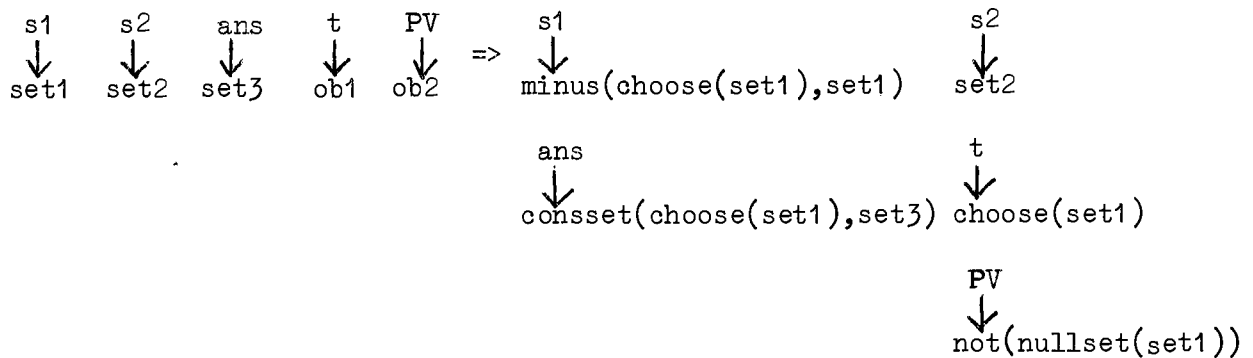 s1 s2 ans t PV => s1 s2
set1 set2 set3 ob1 ob2 minus(choose(set1),set1) set2
ans t
consset(choose(set1),set3) choose(set1)
PV
not(nullset(set1))